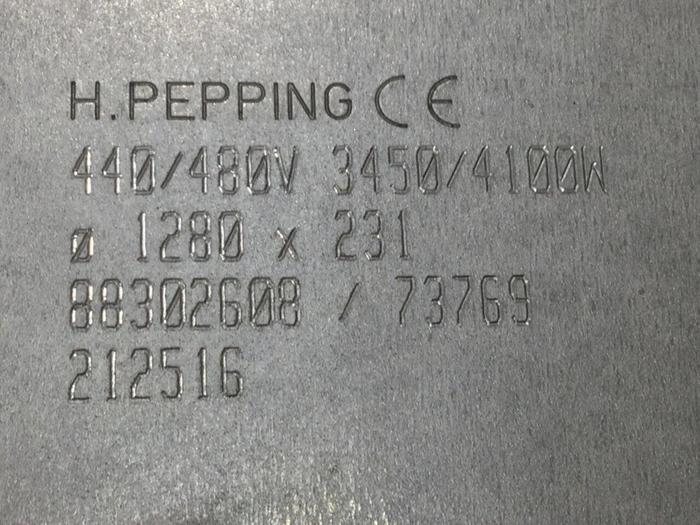 H.PEPPING CE
440/480V 3450/4100W
ø 1280 x 231
88302608 / 73769
212516